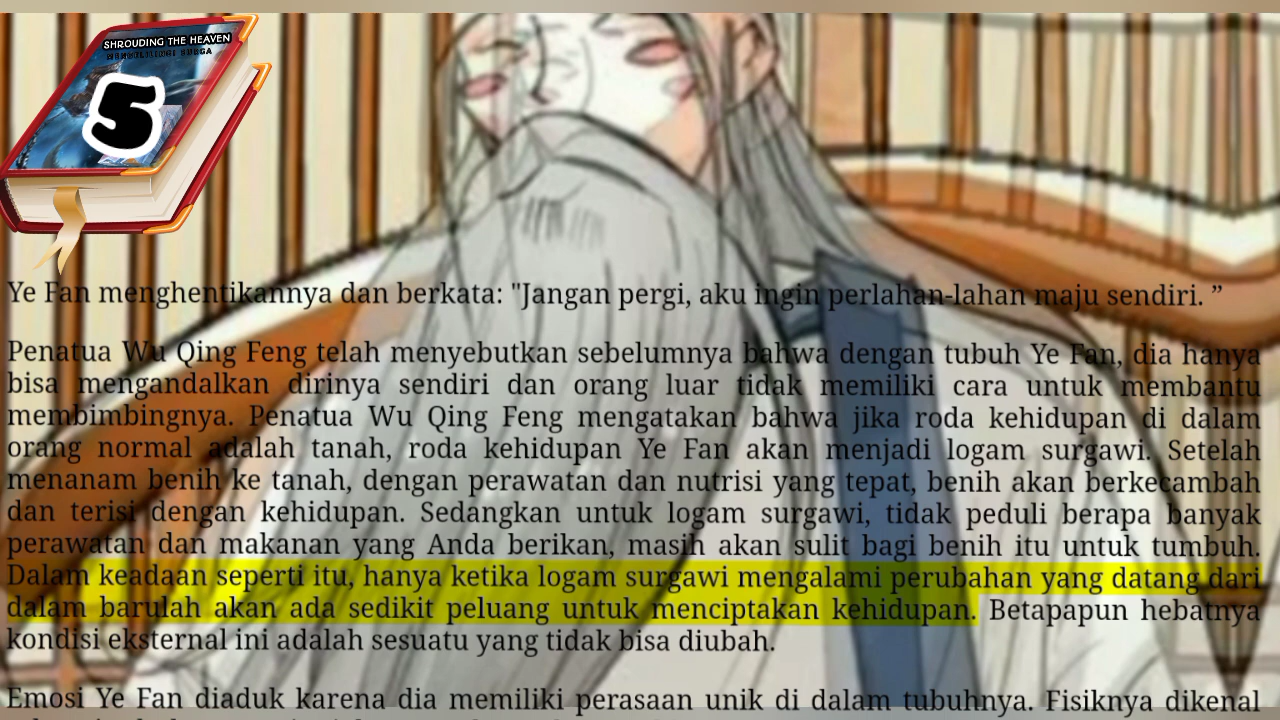 SHROUDING THE HEAVEN
5
Ye Fan menghentikannya dan berkata: "Jangan pergi, aku ingin perlahan-lahan maju sendiri. ”
Penatua Wu Qing Feng telah menyebutkan sebelumnya bahwa dengan tubuh Ye Fan, dia hanya
bisa mengandalkan dirinya sendiri dan orang luar tidak memiliki cara untuk membantu
membimbingnya. Penatua Wu Qing Feng mengatakan bahwa jika roda kehidupan di dalam
orang normal adalah tanah, roda kehidupan Ye Fan akan menjadi logam surgawi. Setelah
menanam benih ke tanah, dengan perawatan dan nutrisi yang tepat, benih akan berkecambah
dan terisi dengan kehidupan. Sedangkan untuk logam surgawi, tidak peduli berapa banyak
perawatan dan makanan yang Anda berikan, masih akan sulit bagi benih itu untuk tumbuh.
Dalam keadaan seperti itu, hanya ketika logam surgawi mengalami perubahan yang datang dari
dalam barulah akan ada sedikit peluang untuk menciptakan kehidupan. Betapapun hebatnya
kondisi eksternal ini adalah sesuatu yang tidak bisa diubah.
Emosi Ye Fan diaduk karena dia memiliki perasaan unik di dalam tubuhnya. Fisiknya dikenal